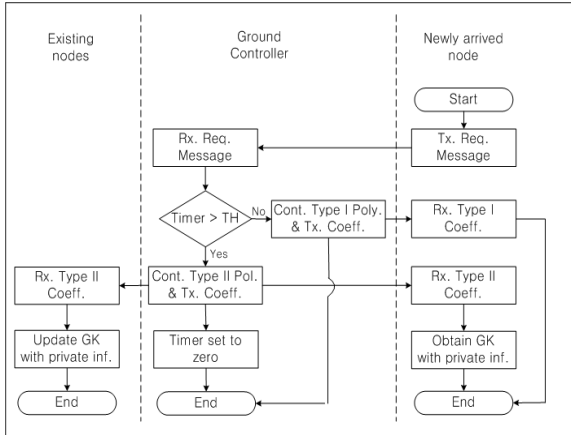 Existing
nodes
Ground
Controller
Newly arrived
node
Start
Tx. Req.
Message
Rx. Req.
Message
Timer > TH
No
Yes
Cont. Type I Poly.
& Tx. Coeff.
Rx. Type I
Coeff.
Rx. Type II
Coeff.
Cont. Type II Pol.
& Tx. Coeff.
Rx. Type II
Coeff.
Update GK
with private inf.
Timer set to
zero
Obtain GK
with private inf.
End
End
End